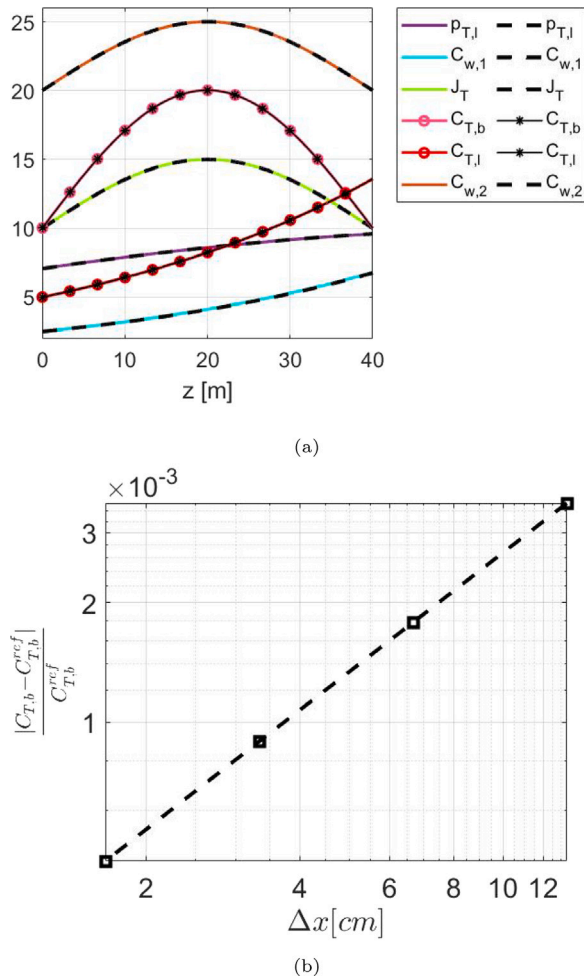 25
20
15
10
5
0 10 20 30 40
z [m]
p_{T,l} p_{T,l}
C_{w,1} C_{w,1}
J_T J_T
C_{T,b} C_{T,b}
C_{T,l} C_{T,l}
C_{w,2} C_{w,2}
(a)
×10^{-3}
3
2
1
|C_{T,b}-C_{T,b}^{ref}|
C_{T,b}^{ref}
2 4 6 8 10 12
Δx[cm]
(b)